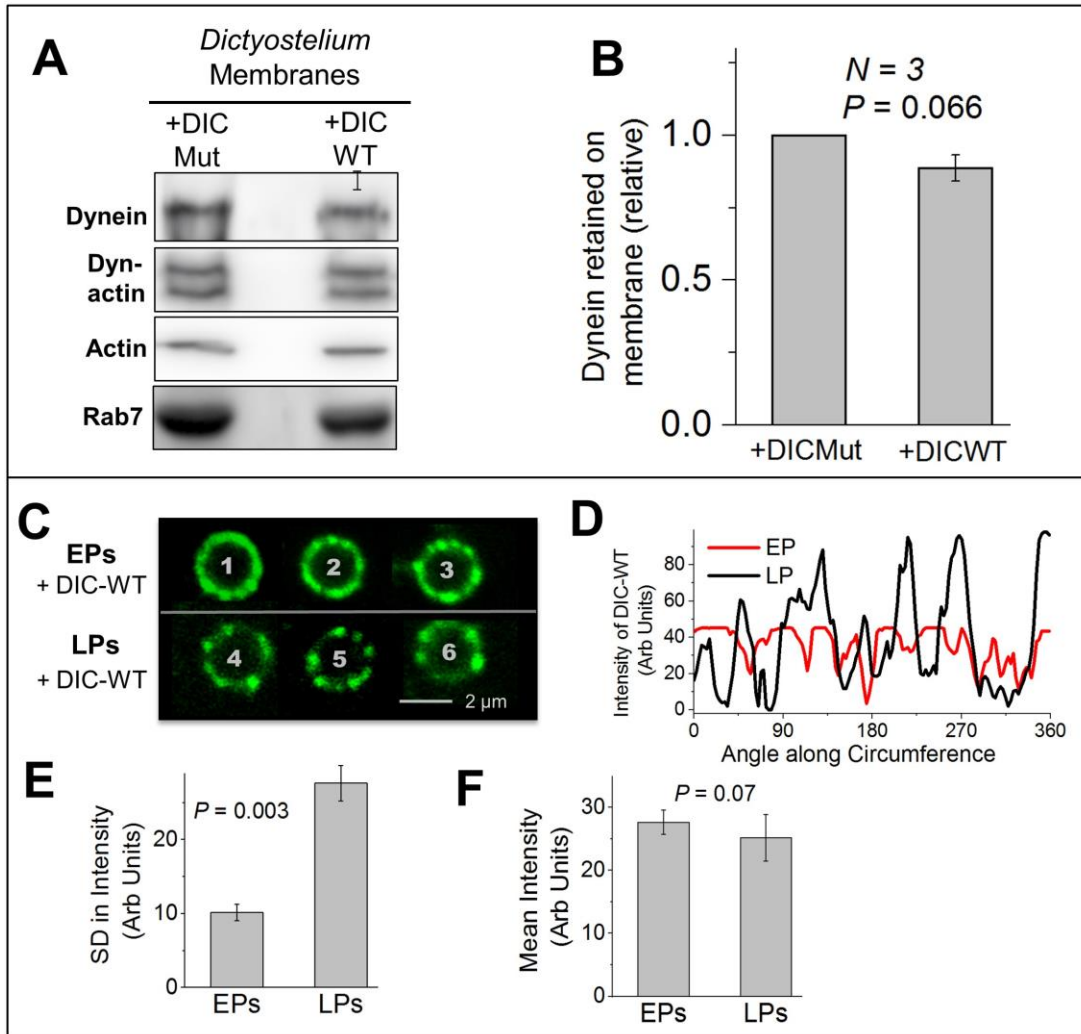 A
Dictyostelium
Membranes
+DIC
Mut
+DIC
WT
Dynein
Dyn-
actin
Actin
Rab7
B
N = 3
P = 0.066
Dynein retained on
membrane (relative)
1.0
0.5
0.0
+DICMut
+DICWT
C
EPs
+ DIC-WT
1
2
3
LPs
+ DIC-WT
4
5
6
2 µm
D
EP
LP
Intensity of DIC-WT
(Arb Units)
80
60
40
20
0
0
90
180
270
360
Angle along Circumference
E
P = 0.003
SD in Intensity
(Arb Units)
20
10
0
EPs
LPs
F
P = 0.07
Mean Intensity
(Arb Units)
30
20
10
0
EPs
LPs